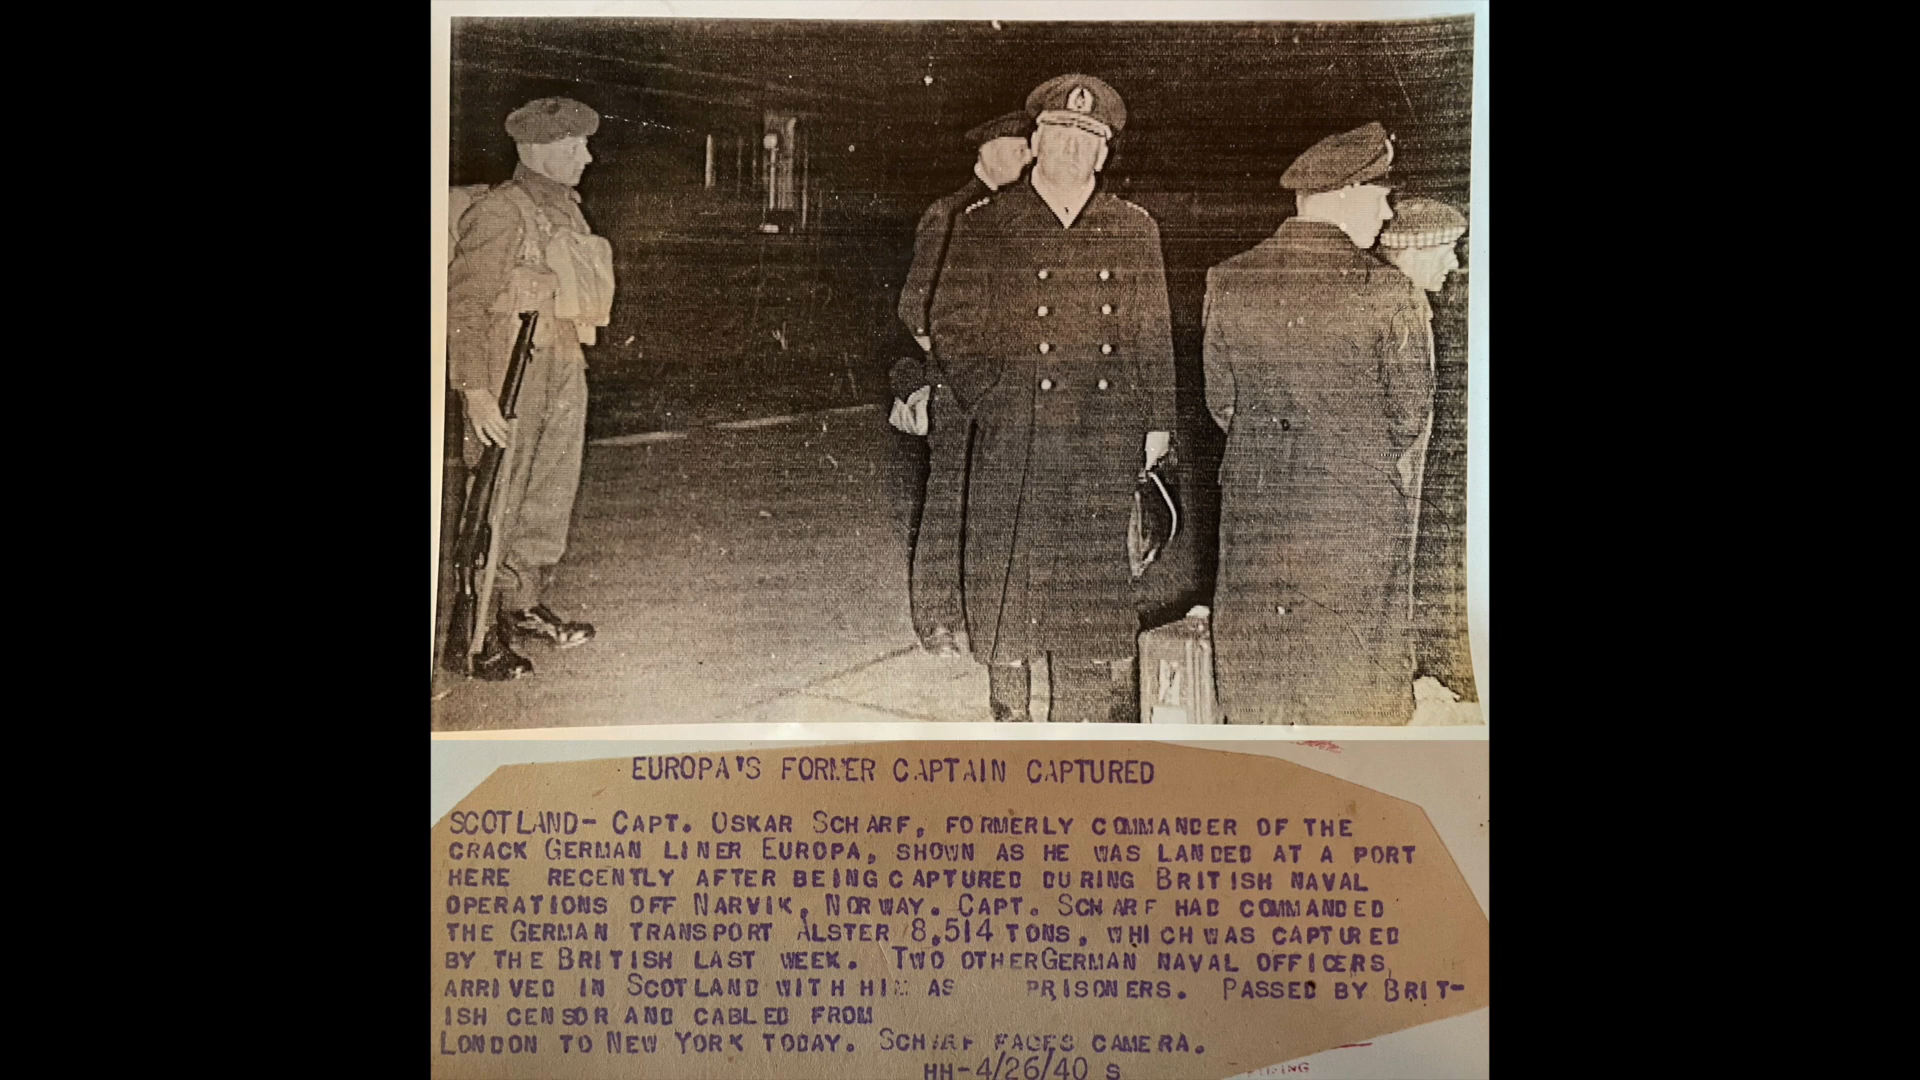 EUROPA'S FORMER CAPTAIN CAPTURED
SCOTLAND- CAPT. OSKAR SCHARF, FORMERLY COMMANDER OF THE
CRACK GERMAN LINER EUROPA, SHOWN AS HE WAS LANDED AT A PORT
HERE RECENTLY AFTER BEING CAPTURED DURING BRITISH NAVAL
OPERATIONS OFF NARVIK, NORWAY. CAPT. SCHARF HAD COMMANDED
THE GERMAN TRANSPORT ALSTER 8,514 TONS, WHICH WAS CAPTURED
BY THE BRITISH LAST WEEK. TWO OTHER GERMAN NAVAL OFFICERS,
ARRIVED IN SCOTLAND WITH HIM AS PRISONERS. PASSED BY BRIT-
ISH CENSOR AND CABLED FROM
LONDON TO NEW YORK TODAY. SCHARF FACES CAMERA.
HH-4/26/40 S